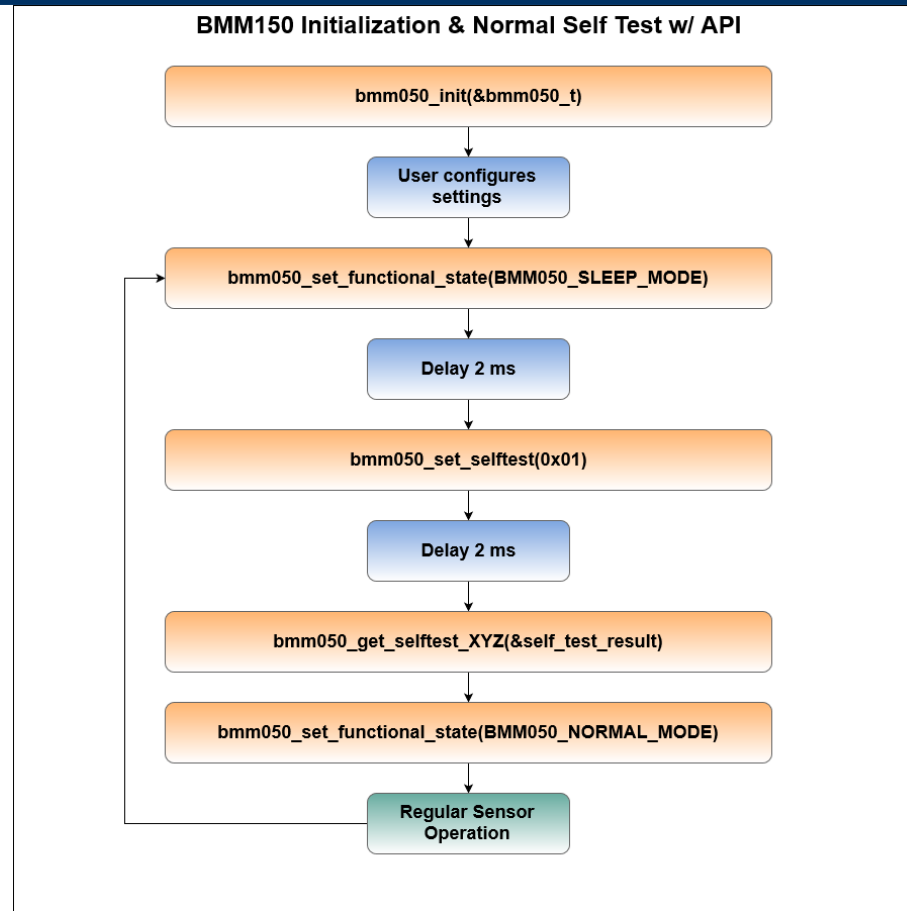 BMM150 Initialization & Normal Self Test w/ API
bmm050_init(&bmm050_t)
User configures
settings
bmm050_set_functional_state(BMM050_SLEEP_MODE)
Delay 2 ms
bmm050_set_selftest(0x01)
Delay 2 ms
bmm050_get_selftest_XYZ(&self_test_result)
bmm050_set_functional_state(BMM050_NORMAL_MODE)
Regular Sensor
Operation